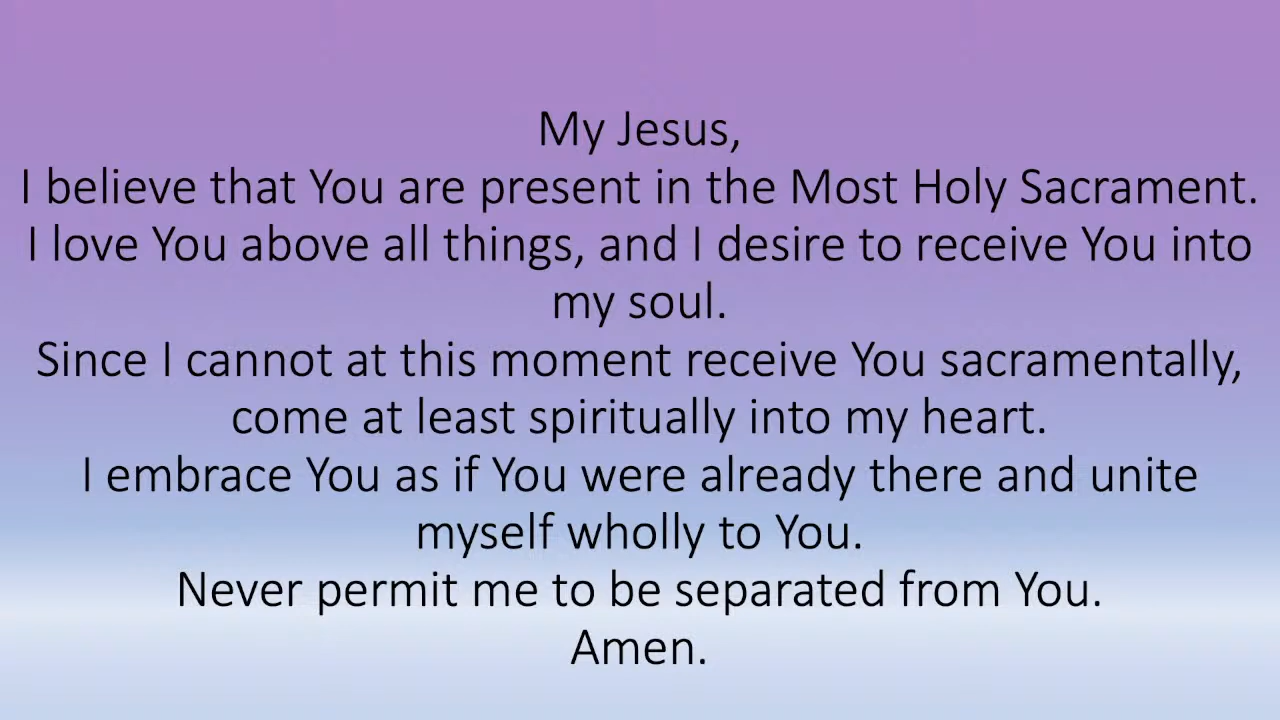 My Jesus,
I believe that You are present in the Most Holy Sacrament.
I love You above all things, and I desire to receive You into
my soul.
Since I cannot at this moment receive You sacramentally,
come at least spiritually into my heart.
I embrace You as if You were already there and unite
myself wholly to You.
Never permit me to be separated from You.
Amen.